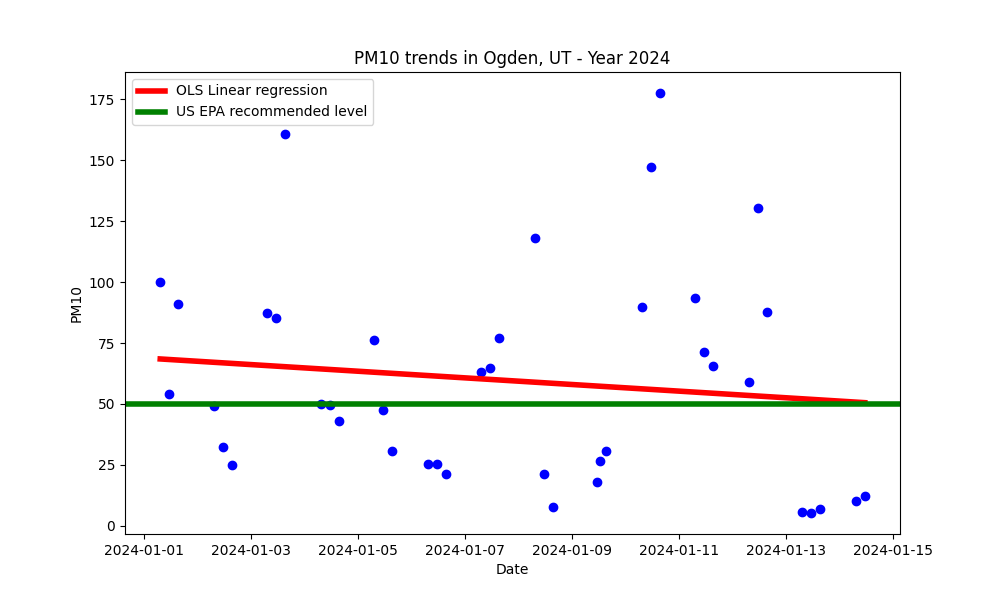 PM10 trends in Ogden, UT - Year 2024
OLS Linear regression
US EPA recommended level
175
150
125
100
75
50
25
0
PM10
2024-01-01 2024-01-03 2024-01-05 2024-01-07 2024-01-09 2024-01-11 2024-01-13 2024-01-15
Date